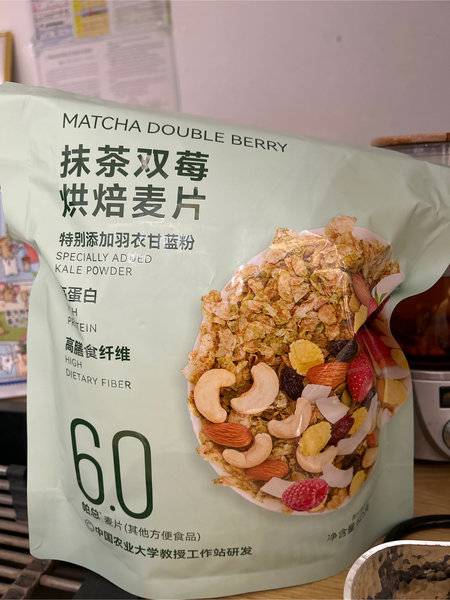 MATCHA DOUBLE BERRY
抹茶双莓
烘焙麦片
特别添加羽衣甘蓝粉
SPECIALLY ADDED
KALE POWDER
蛋白
高膳食纤维
HIGH
DIETARY FIBER
6.0
麦片(其他方便食品)
中国农业大学教授工作站研发
净含量